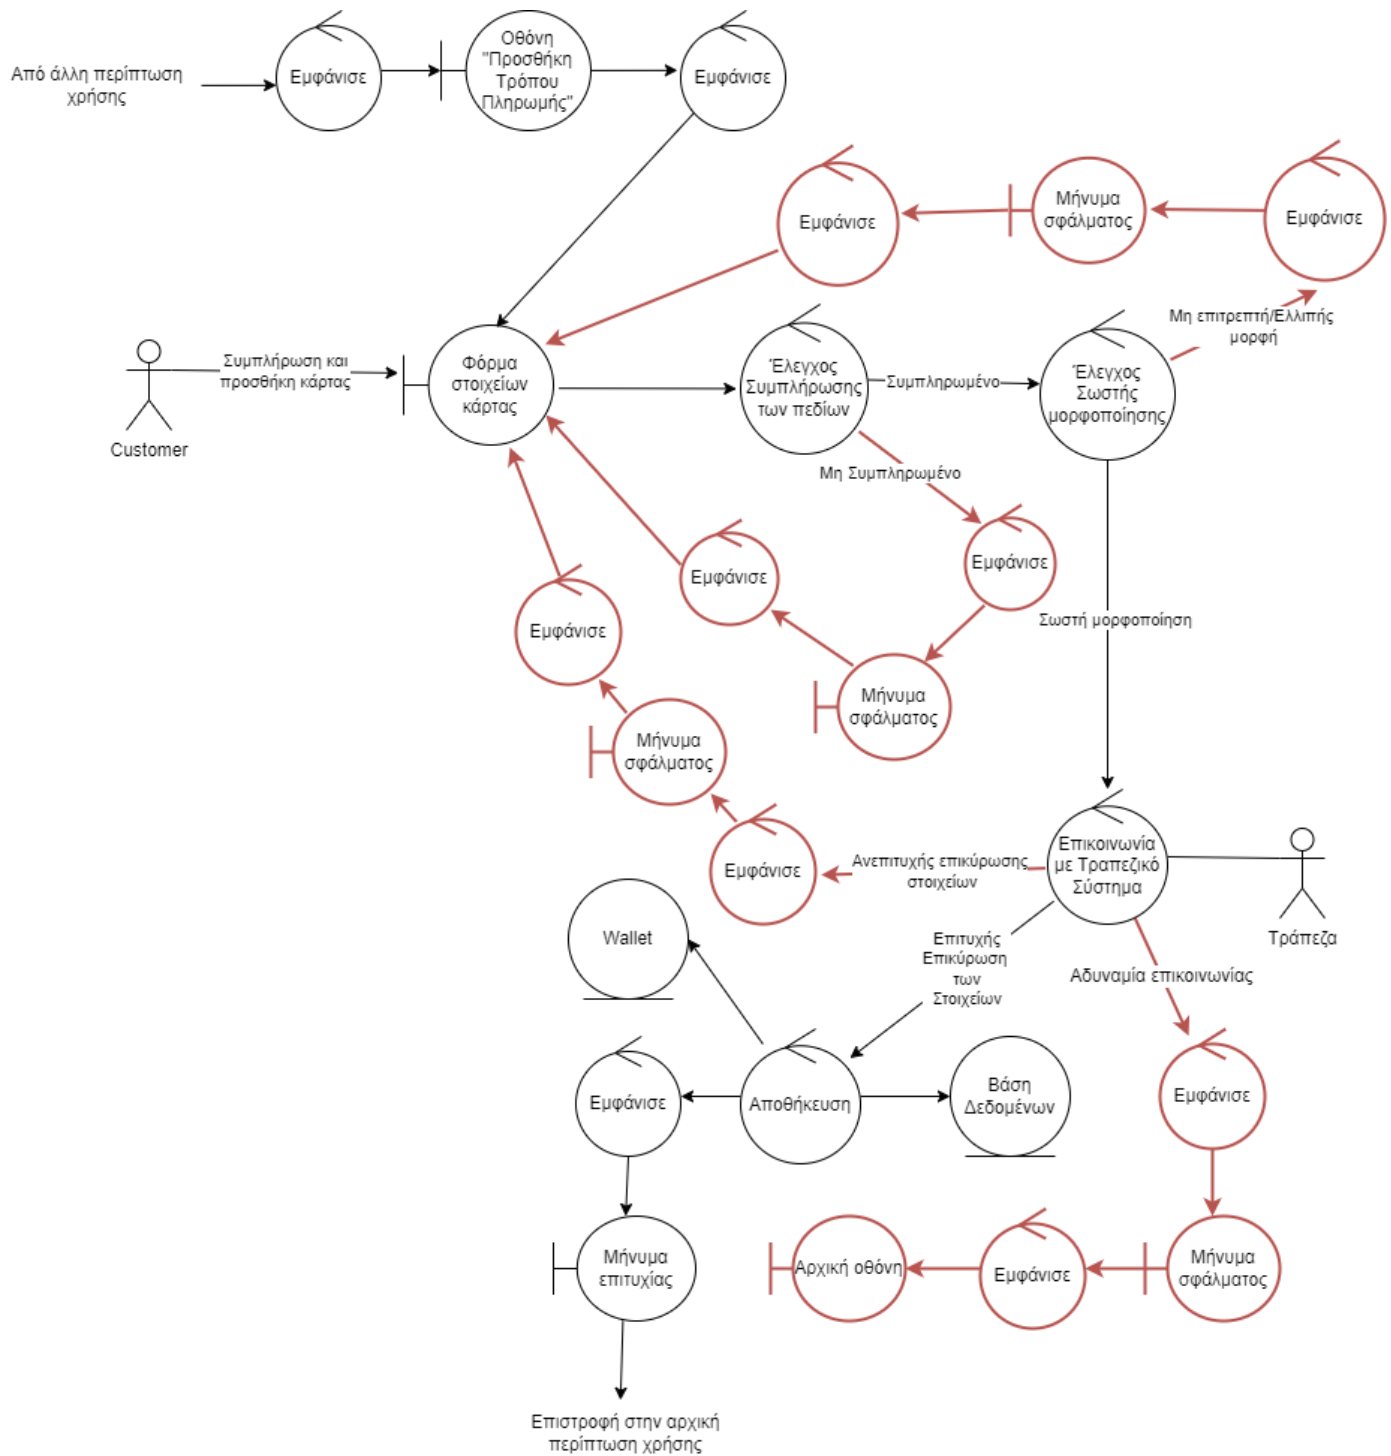 Από άλλη περίπτωση
χρήσης
Εμφάνισε
Οθόνη
"Προσθήκη
Τρόπου
Πληρωμής"
Εμφάνισε
Εμφάνισε
Μήνυμα
σφάλματος
Εμφάνισε
Μη επιτρεπτή/Ελλιπής
μορφή
Customer
Συμπλήρωση και
προσθήκη κάρτας
Φόρμα
στοιχείων
κάρτας
Έλεγχος
Συμπλήρωσης
των πεδίων
Συμπληρωμένο
Έλεγχος
Σωστής
μορφοποίησης
Μη Συμπληρωμένο
Εμφάνισε
Εμφάνισε
Εμφάνισε
Σωστή μορφοποίηση
Μήνυμα
σφάλματος
Μήνυμα
σφάλματος
Εμφάνισε
Ανεπιτυχής επικύρωσης
στοιχείων
Επικοινωνία
με Τραπεζικό
Σύστημα
Τράπεζα
Wallet
Επιτυχής
Επικύρωση
των
Στοιχείων
Αδυναμία επικοινωνίας
Εμφάνισε
Αποθήκευση
Βάση
Δεδομένων
Εμφάνισε
Μήνυμα
επιτυχίας
Αρχική οθόνη
Εμφάνισε
Μήνυμα
σφάλματος
Επιστροφή στην αρχική
περίπτωση χρήσης